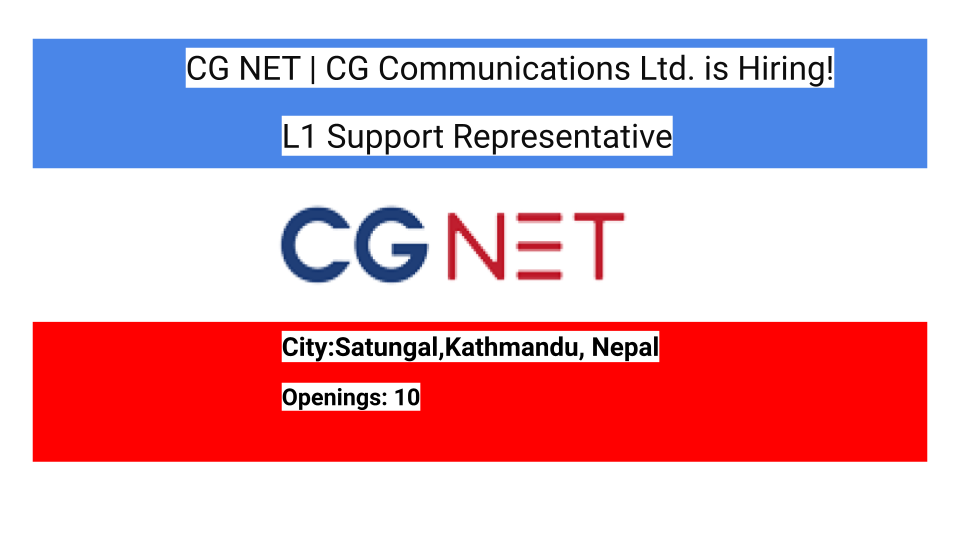 CG NET | CG Communications Ltd. is Hiring!
L1 Support Representative
CG NET
City:Satungal,Kathmandu, Nepal
Openings: 10